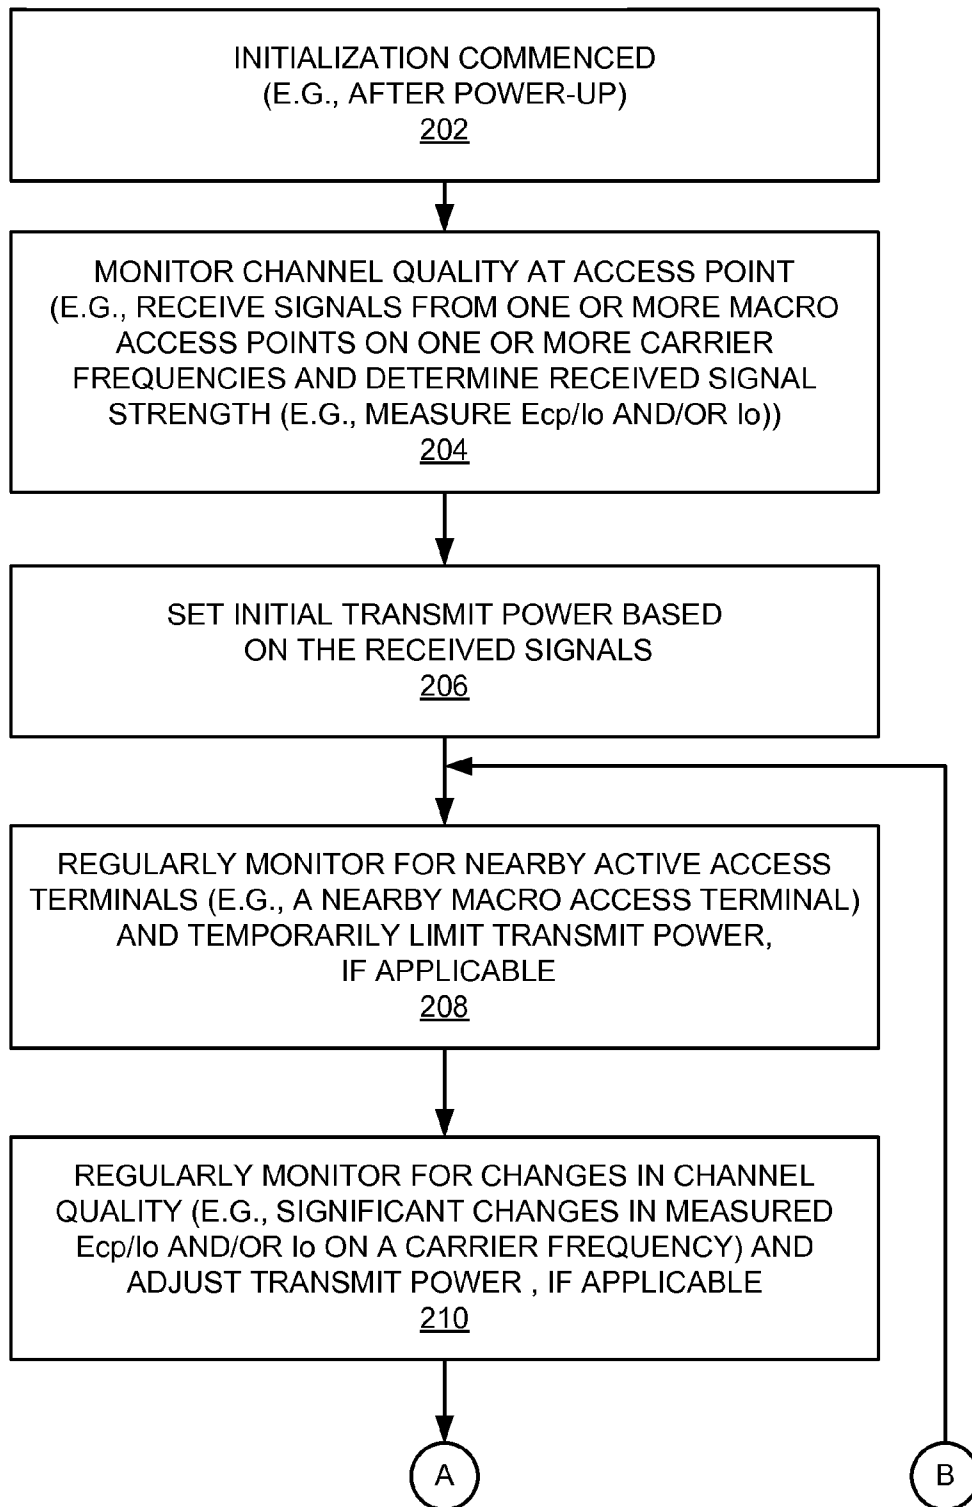 INITIALIZATION COMMENCED
(E.G., AFTER POWER-UP)
202
MONITOR CHANNEL QUALITY AT ACCESS POINT
(E.G., RECEIVE SIGNALS FROM ONE OR MORE MACRO
ACCESS POINTS ON ONE OR MORE CARRIER
FREQUENCIES AND DETERMINE RECEIVED SIGNAL
STRENGTH (E.G., MEASURE Ecp/Io AND/OR Io))
204
SET INITIAL TRANSMIT POWER BASED
ON THE RECEIVED SIGNALS
206
REGULARLY MONITOR FOR NEARBY ACTIVE ACCESS
TERMINALS (E.G., A NEARBY MACRO ACCESS TERMINAL)
AND TEMPORARILY LIMIT TRANSMIT POWER,
IF APPLICABLE
208
REGULARLY MONITOR FOR CHANGES IN CHANNEL
QUALITY (E.G., SIGNIFICANT CHANGES IN MEASURED
Ecp/Io AND/OR Io ON A CARRIER FREQUENCY) AND
ADJUST TRANSMIT POWER , IF APPLICABLE
210
A
B